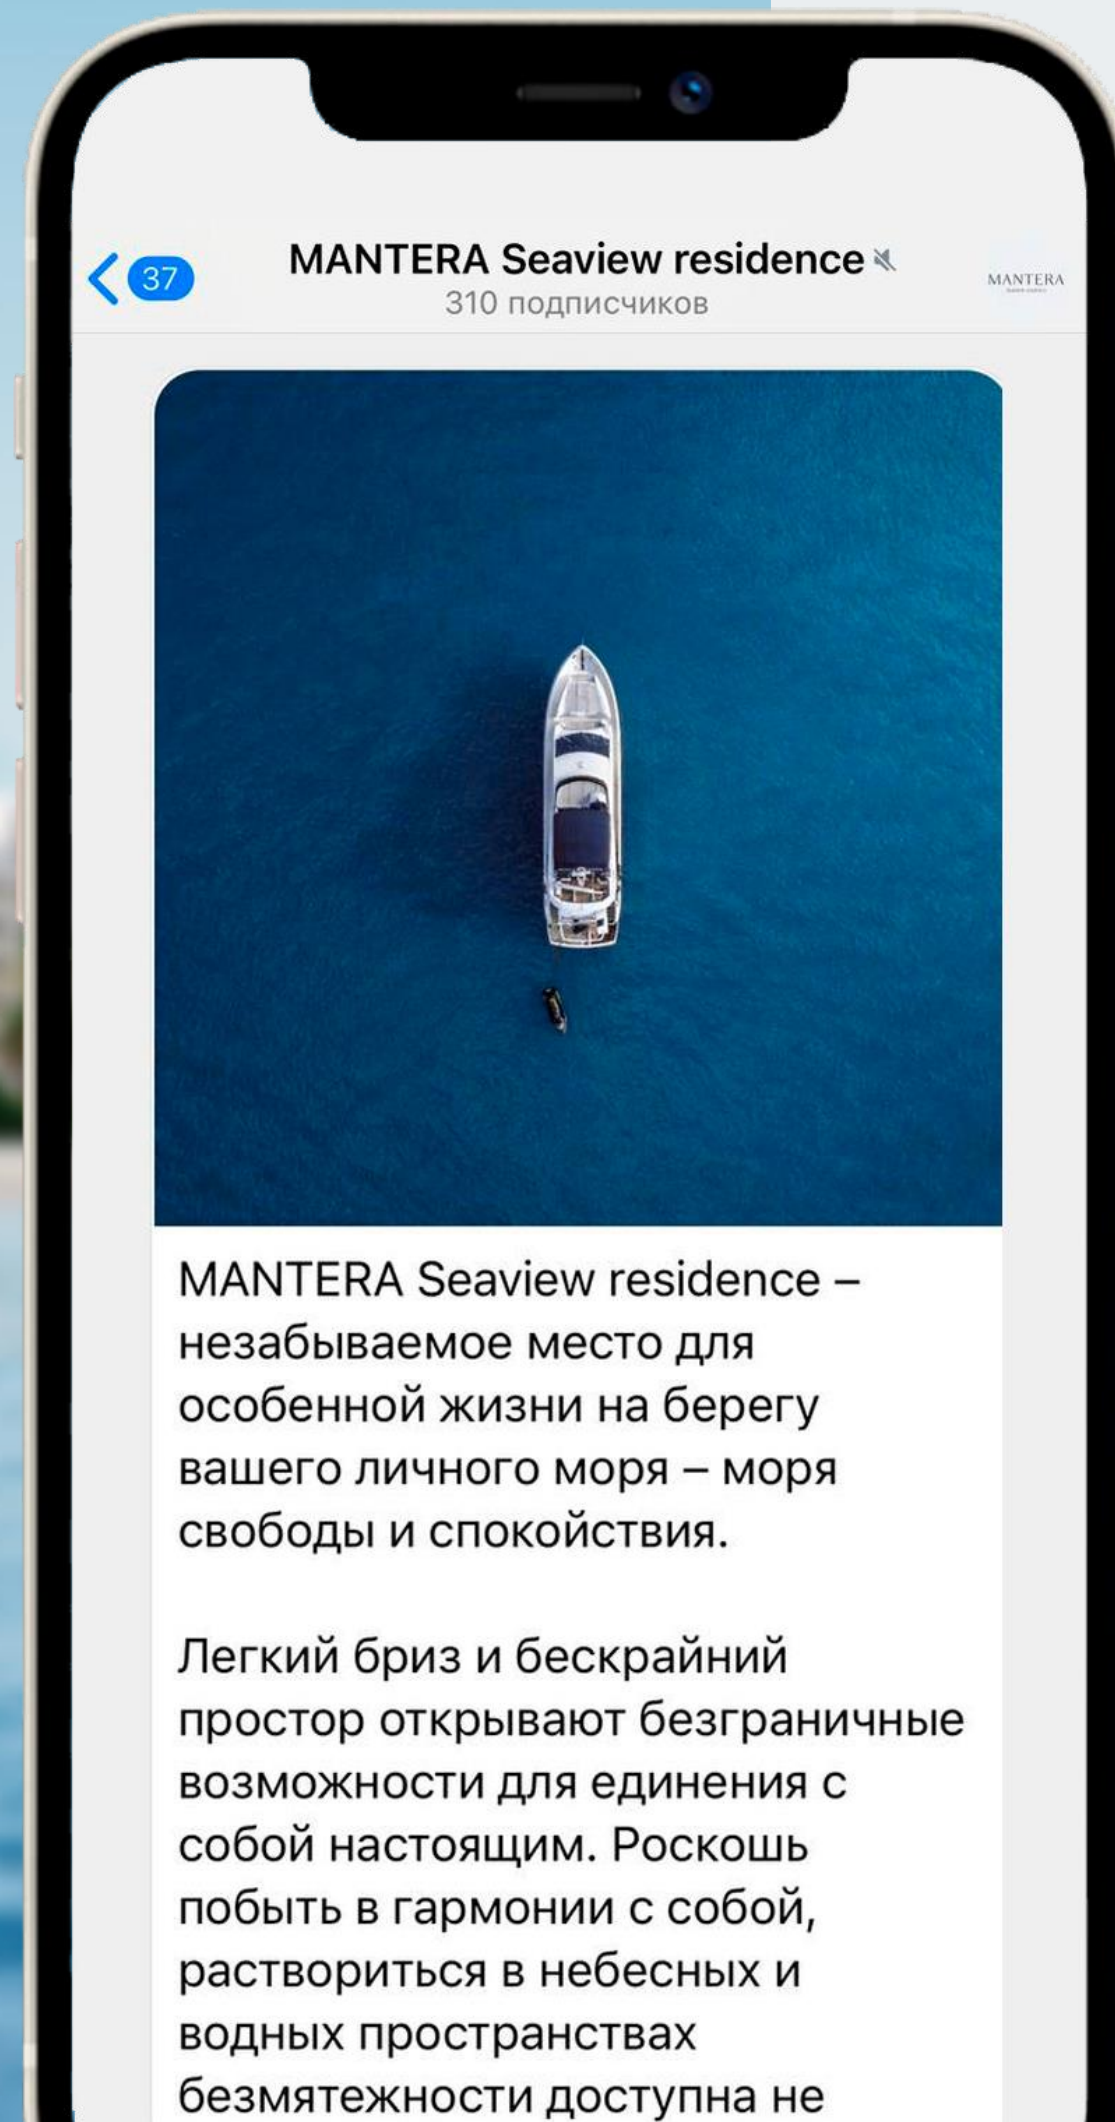 37
MANTERA Seaview residence
310 подписчиков
MANTERA
MANTERA Seaview residence –
незабываемое место для
особенной жизни на берегу
вашего личного моря – моря
свободы и спокойствия.
Легкий бриз и бескрайний
простор открывают безграничные
возможности для единения с
собой настоящим. Роскошь
побыть в гармонии с собой,
раствориться в небесных и
водных пространствах
безмятежности доступна не